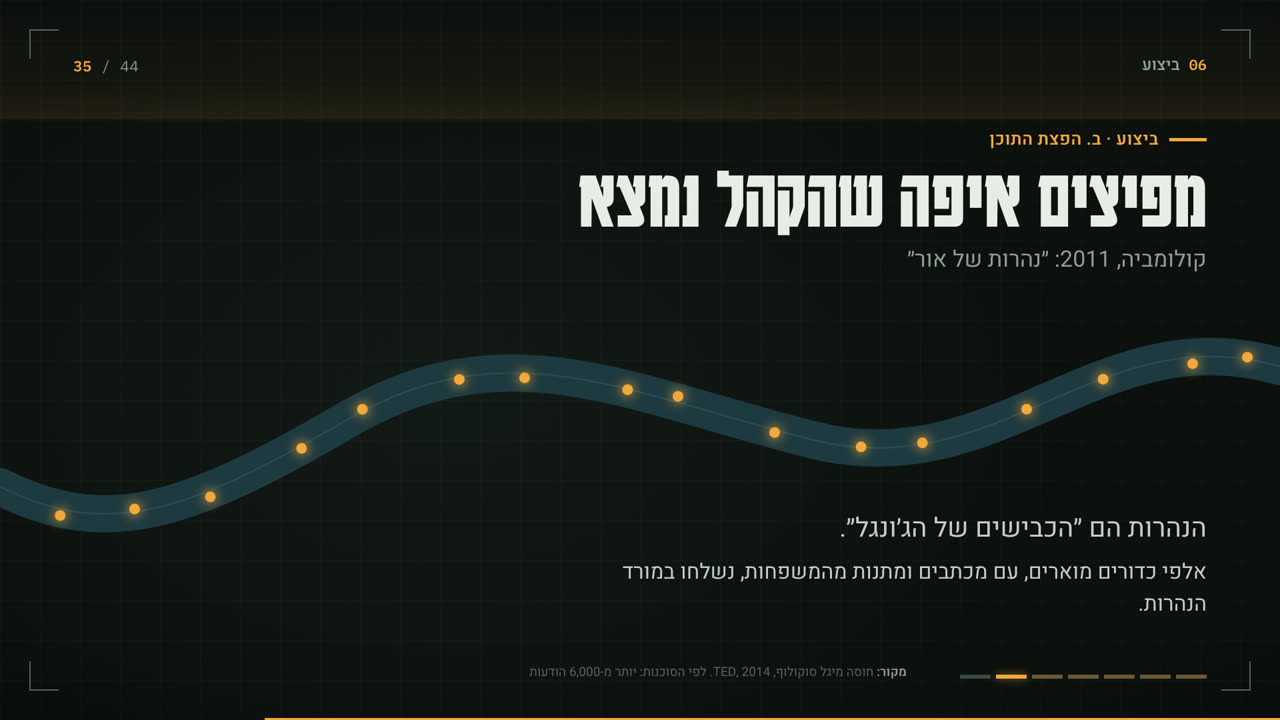 06 ביצוע
35 / 44
ביצוע · ב. הפצת התוכן
מפיצים איפה שהקהל נמצא
קולומביה, 2011: ״נהרות של אור״
הנהרות הם ״הכבישים של הג׳ונגל״.
אלפי כדורים מוארים, עם מכתבים ומתנות מהמשפחות, נשלחו במורד
הנהרות.
מקור: חוסה מיגל סוקולוף, TED, 2014. לפי הסוכנות: יותר מ-6,000 הודעות